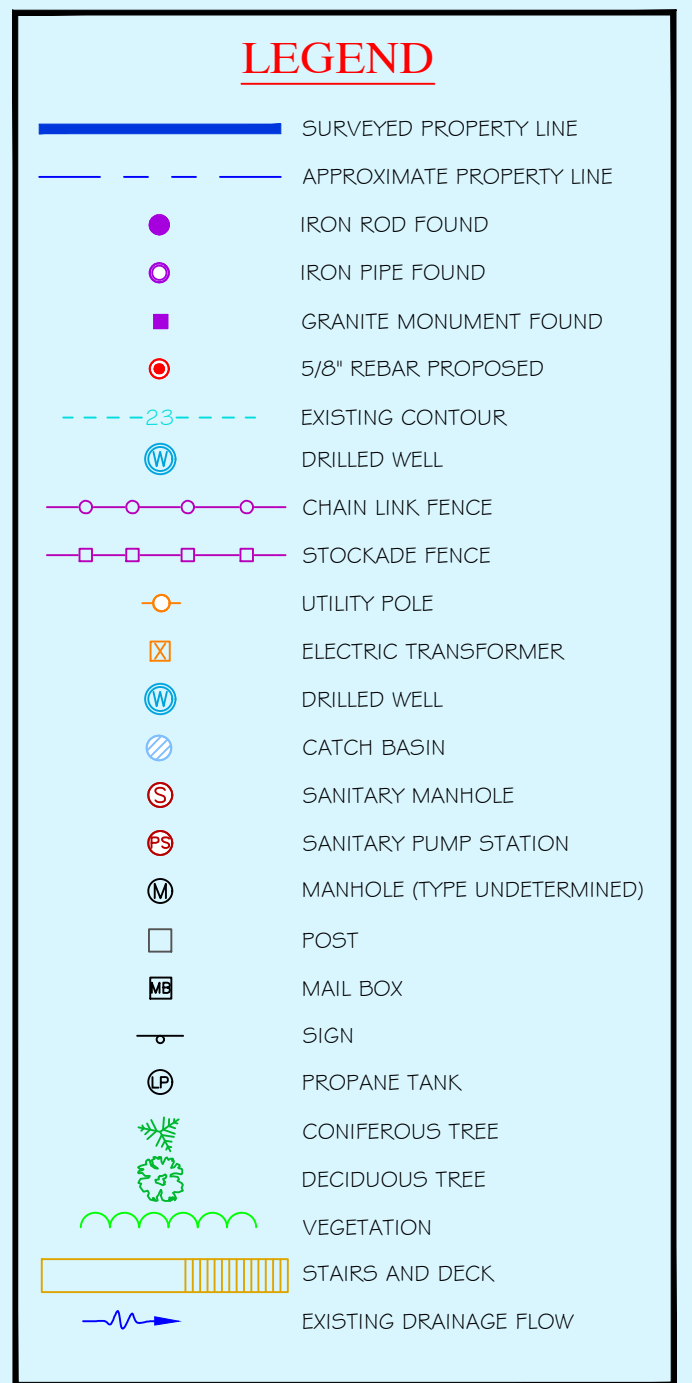 LEGEND
SURVEYED PROPERTY LINE
APPROXIMATE PROPERTY LINE
IRON ROD FOUND
IRON PIPE FOUND
GRANITE MONUMENT FOUND
5/8" REBAR PROPOSED
23 EXISTING CONTOUR
W DRILLED WELL
CHAIN LINK FENCE
STOCKADE FENCE
UTILITY POLE
X ELECTRIC TRANSFORMER
W DRILLED WELL
CATCH BASIN
S SANITARY MANHOLE
PS SANITARY PUMP STATION
M MANHOLE (TYPE UNDETERMINED)
POST
MB MAIL BOX
SIGN
LP PROPANE TANK
CONIFEROUS TREE
DECIDUOUS TREE
VEGETATION
STAIRS AND DECK
EXISTING DRAINAGE FLOW